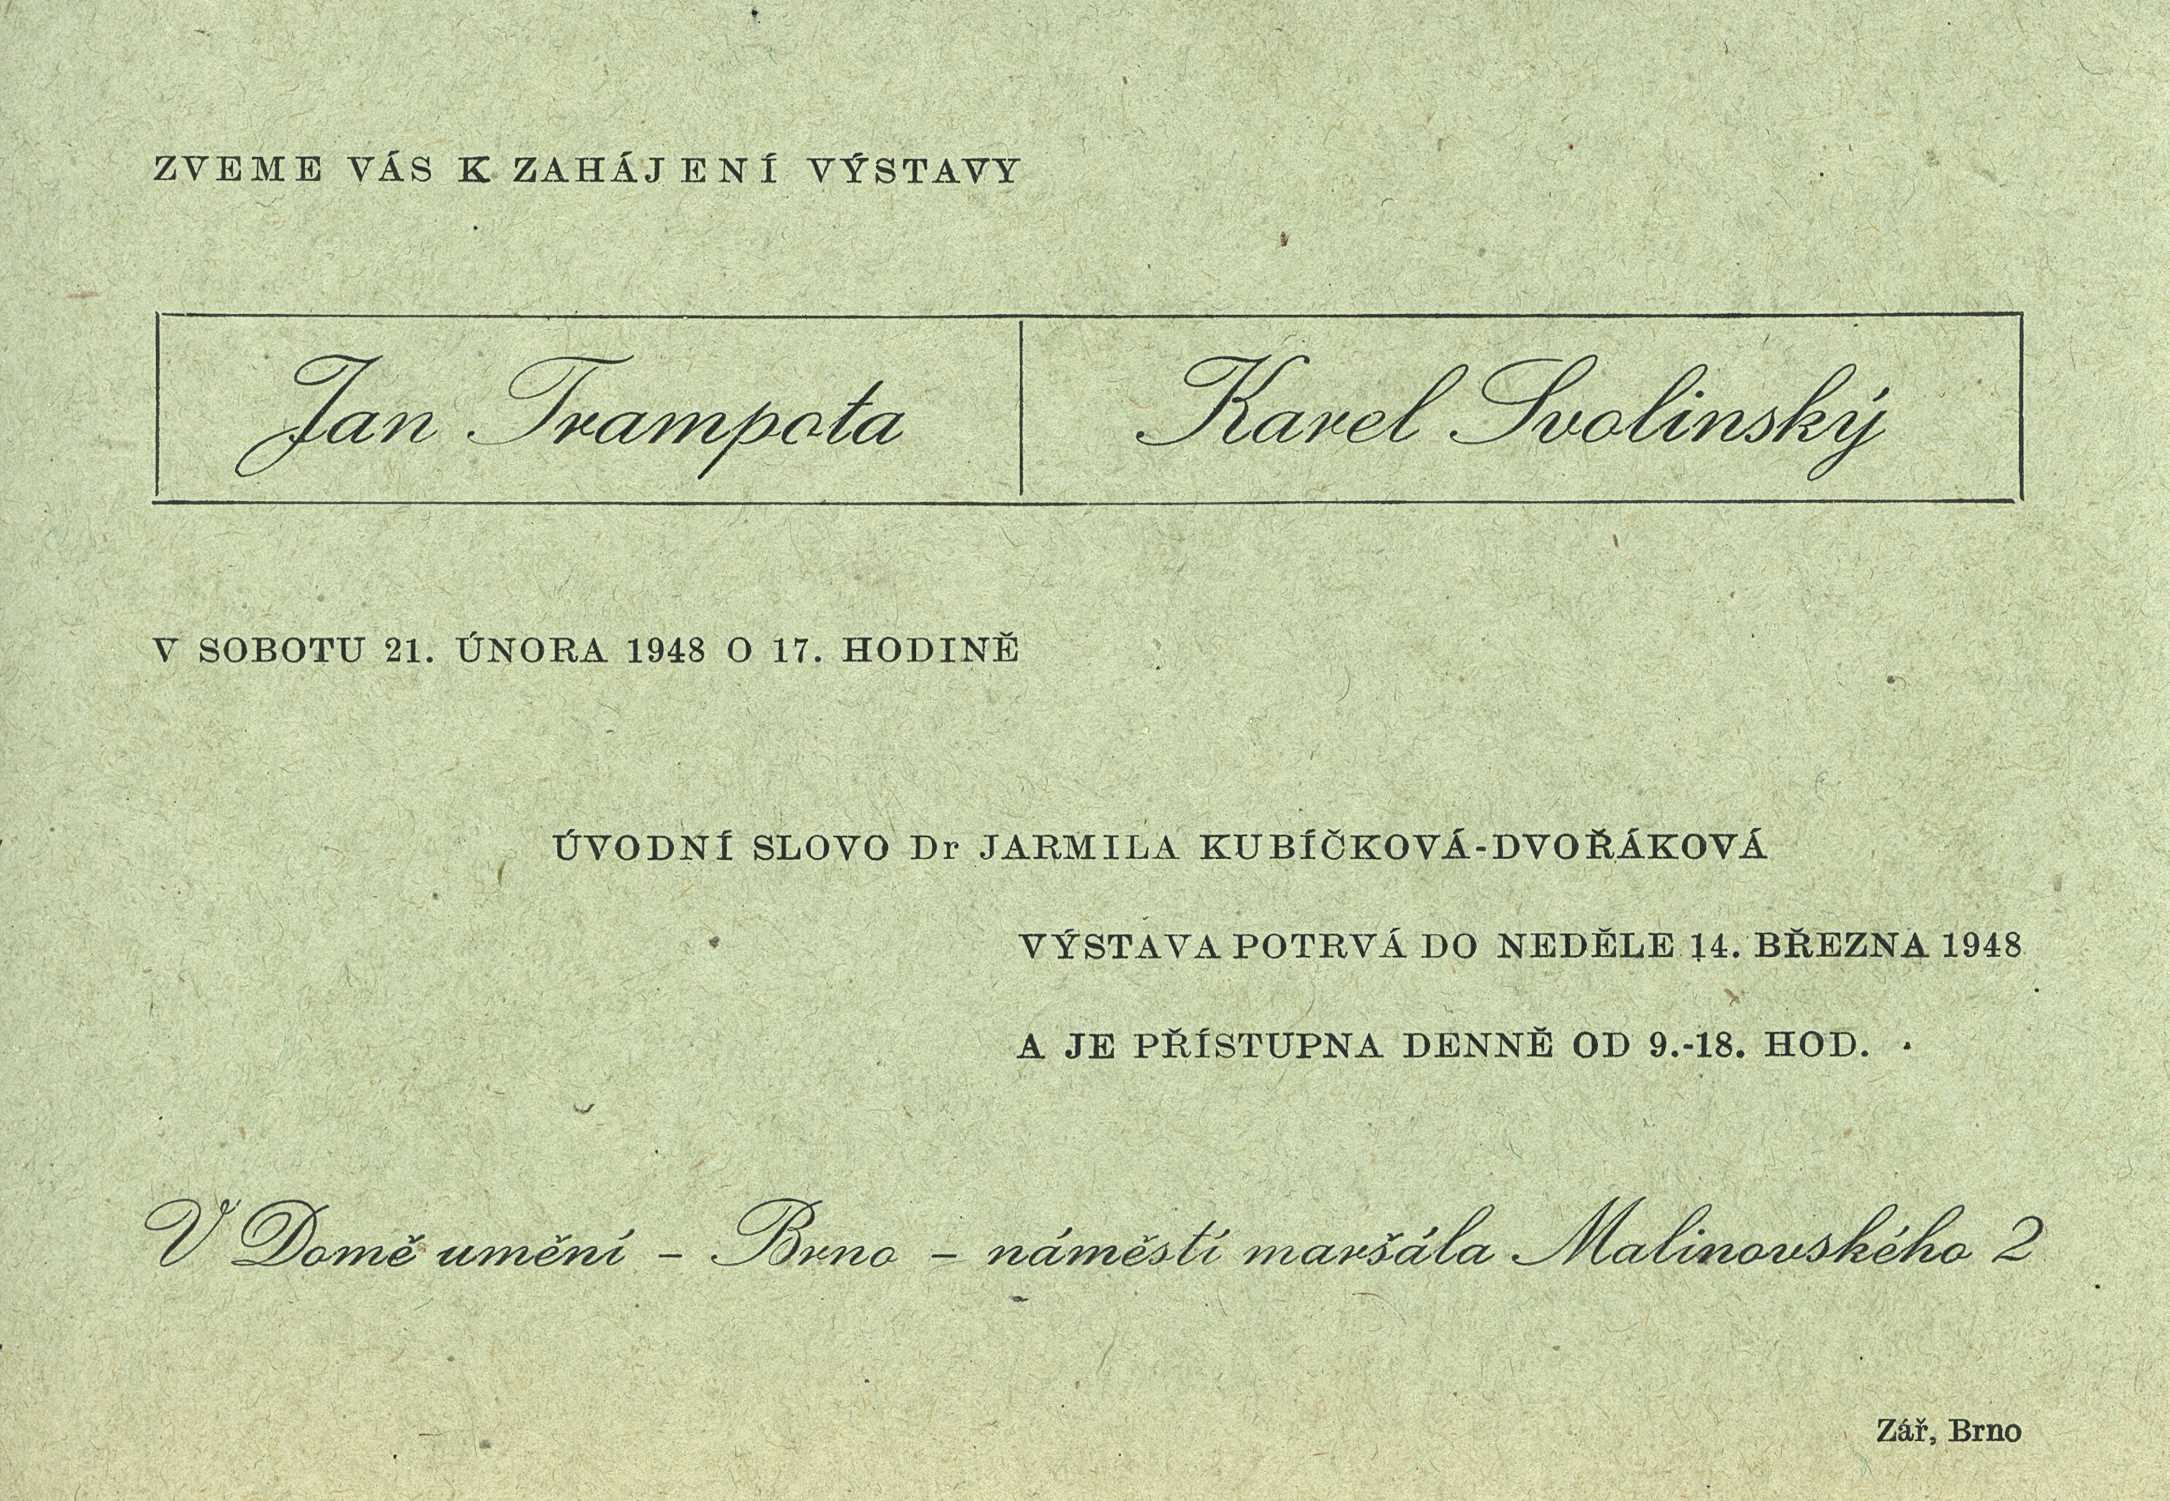 ZVEME VÁS K ZAHÁJENÍ VÝSTAVY
Jan Trampota Karel Svolinský
V SOBOTU 21. ÚNORA 1948 O 17. HODINĚ
ÚVODNÍ SLOVO Dr JARMILA KUBÍČKOVÁ-DVOŘÁKOVÁ
VÝSTAVA POTRVÁ DO NEDĚLE 14. BŘEZNA 1948
A JE PŘÍSTUPNA DENNĚ OD 9.-18. HOD.
V Domě umění - Brno - náměstí maršála Malinovského 2
Zář, Brno